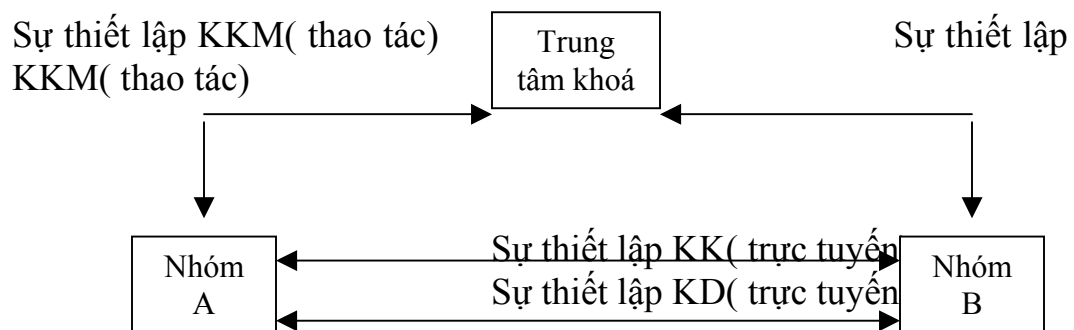 Sự thiết lập KKM( thao tác)
Sự thiết lập
KKM( thao tác)
Trung
tâm khoá
Sự thiết lập KK( trực tuyến
Sự thiết lập KD( trực tuyến
Nhóm
A
Nhóm
B